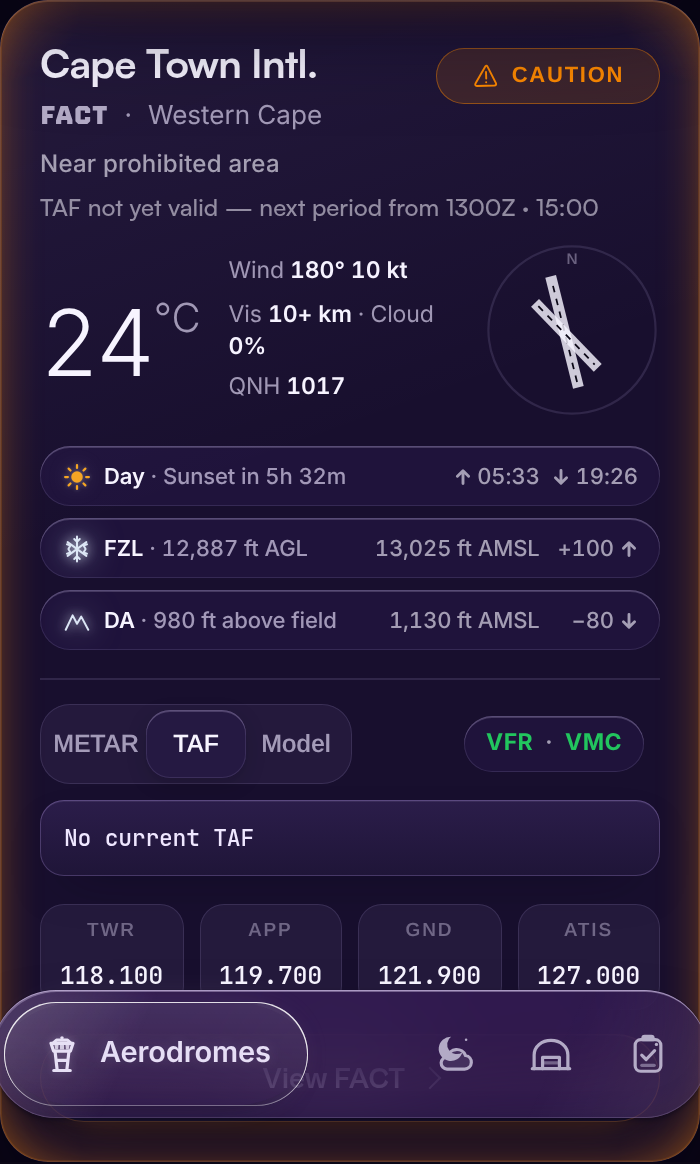 Cape Town Intl.
CAUTION
FACT · Western Cape
Near prohibited area
TAF not yet valid — next period from 1300Z • 15:00
24 °C
Wind 180° 10 kt
Vis 10+ km · Cloud
0%
QNH 1017
N
Day · Sunset in 5h 32m ↑ 05:33 ↓ 19:26
FZL · 12,887 ft AGL 13,025 ft AMSL +100 ↑
DA · 980 ft above field 1,130 ft AMSL −80 ↓
METAR TAF Model
VFR · VMC
No current TAF
TWR APP GND ATIS
118.100 119.700 121.900 127.000
Aerodromes
View FACT